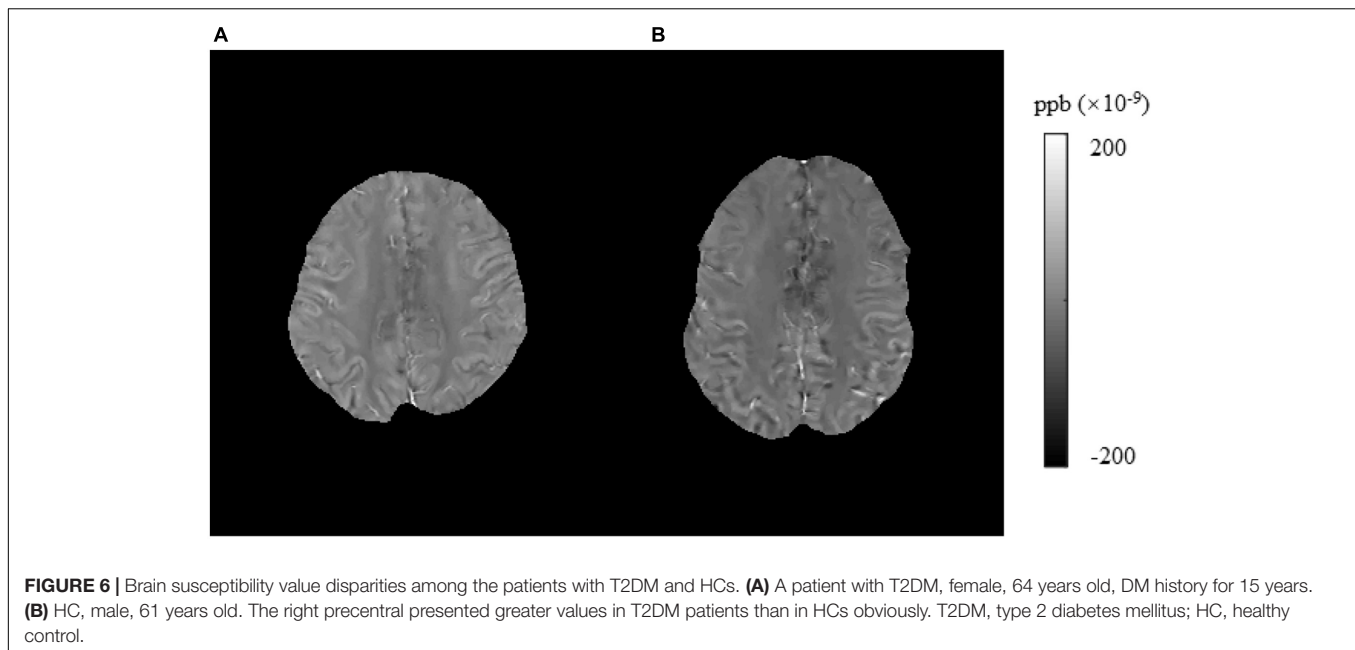 A
B
ppb (×10⁻⁹)
200
-200
FIGURE 6 | Brain susceptibility value disparities among the patients with T2DM and HCs. (A) A patient with T2DM, female, 64 years old, DM history for 15 years.
(B) HC, male, 61 years old. The right precentral presented greater values in T2DM patients than in HCs obviously. T2DM, type 2 diabetes mellitus; HC, healthy
control.